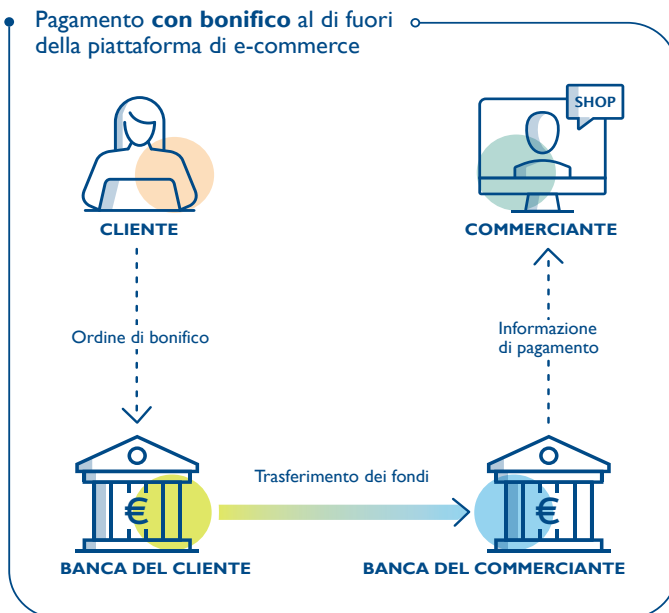 Pagamento con bonifico al di fuori
della piattaforma di e-commerce
SHOP
CLIENTE
COMMERCIANTE
Ordine di bonifico
Informazione
di pagamento
Trasferimento dei fondi
€
€
BANCA DEL CLIENTE
BANCA DEL COMMERCIANTE